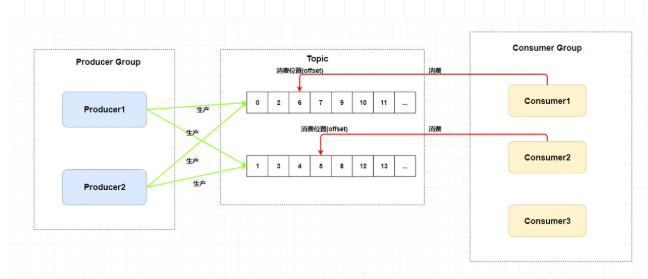 Producer Group
Topic
Consumer Group
消费位置(offset)
消费
Producer1
生产
0 2 6 7 9 10 11 ...
Consumer1
生产
消费位置(offset)
消费
Consumer2
生产
1 3 4 5 8 12 13 ...
Producer2
生产
Consumer3